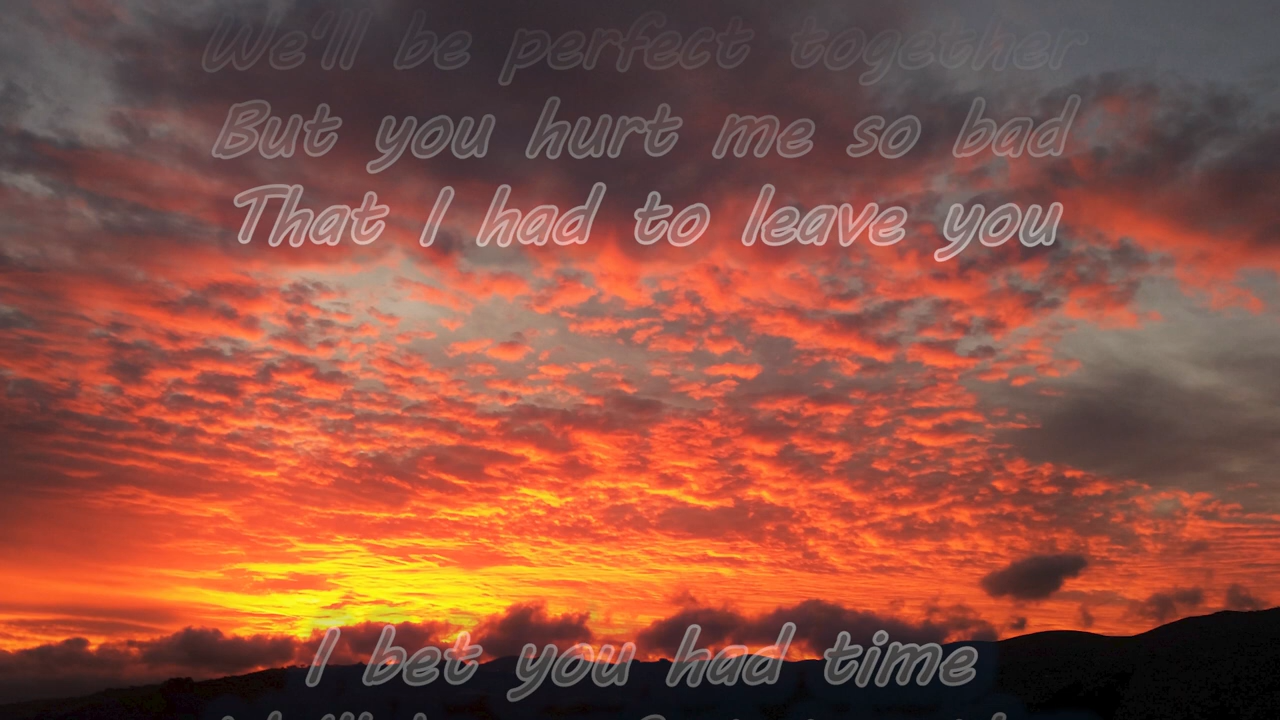 We'll be perfect together
But you hurt me so bad
That I had to leave you
I bet you had time